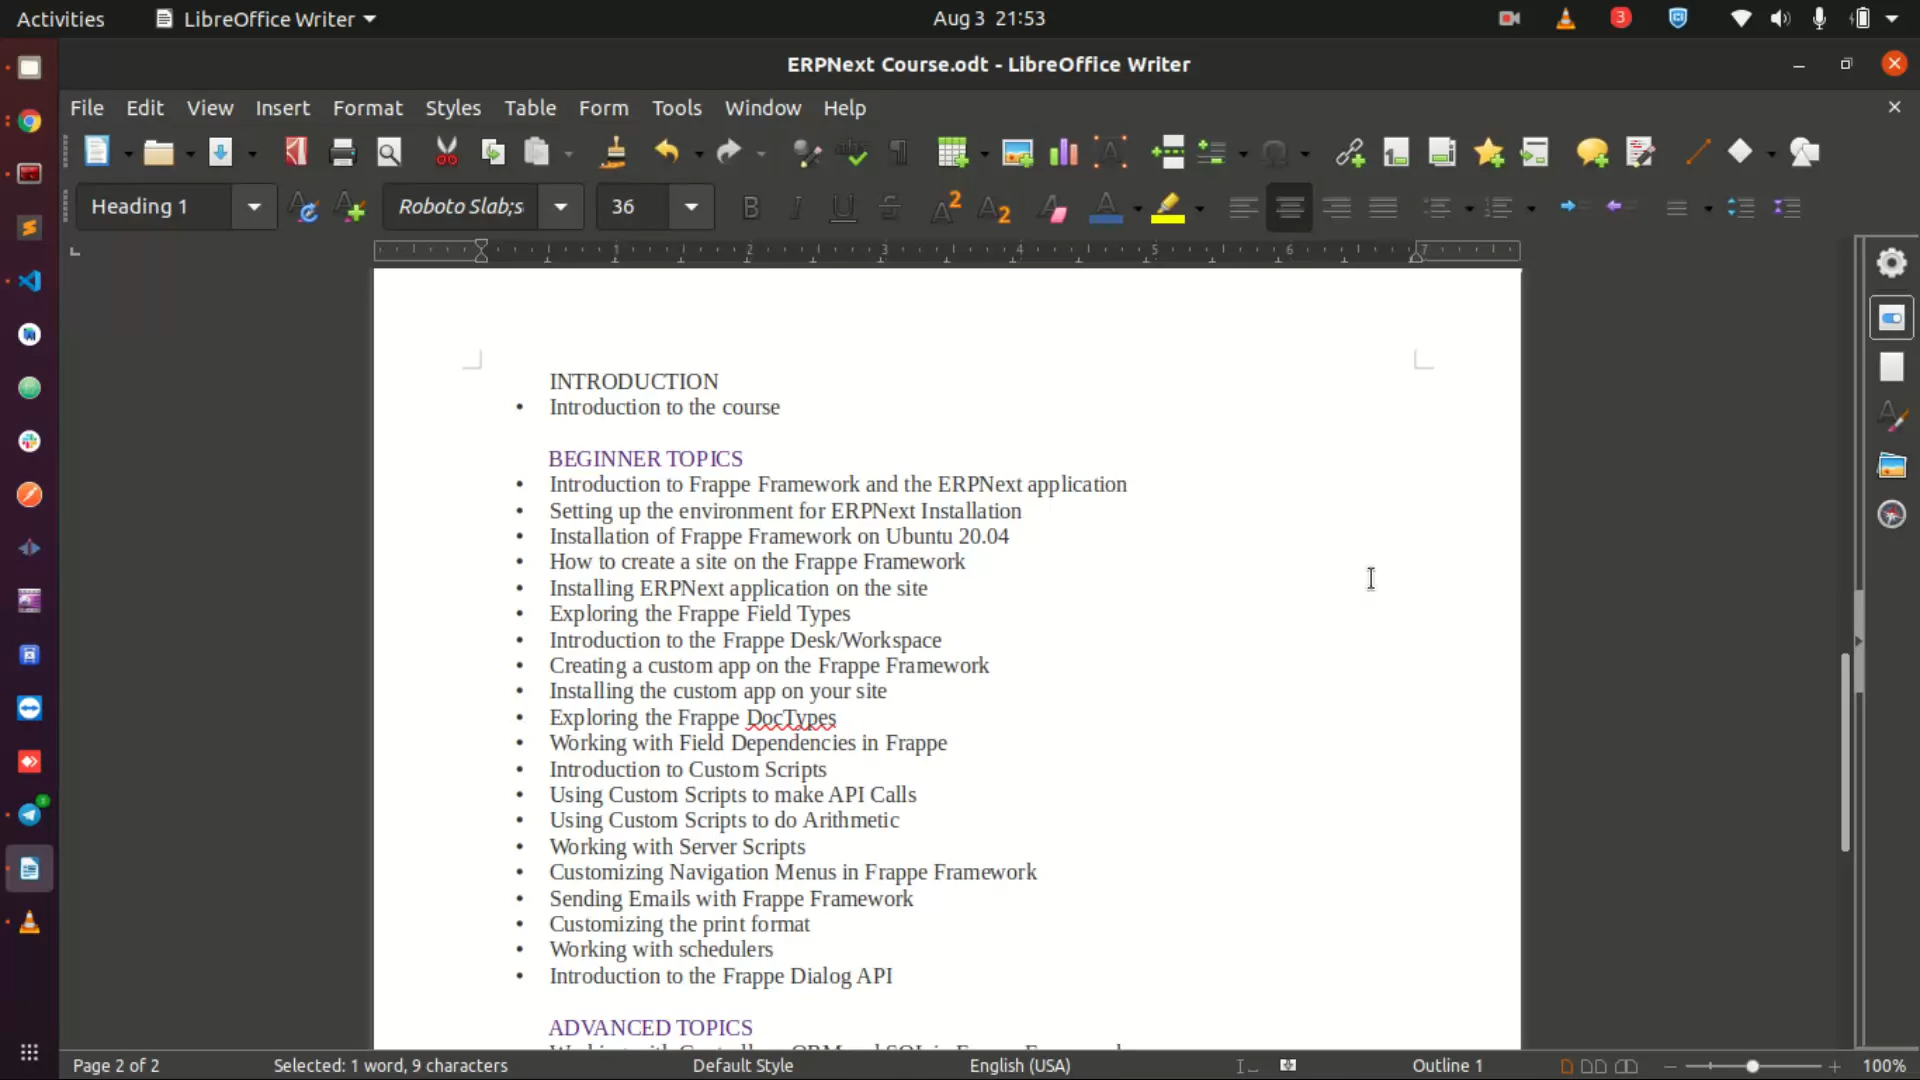 Activities LibreOffice Writer Aug 3 21:53 3
ERPNext Course.odt - LibreOffice Writer
File Edit View Insert Format Styles Table Form Tools Window Help
Heading 1 Roboto Slab;s 36
1 2 3 4 5 6 7
INTRODUCTION
• Introduction to the course
BEGINNER TOPICS
• Introduction to Frappe Framework and the ERPNext application
• Setting up the environment for ERPNext Installation
• Installation of Frappe Framework on Ubuntu 20.04
• How to create a site on the Frappe Framework
• Installing ERPNext application on the site
• Exploring the Frappe Field Types
• Introduction to the Frappe Desk/Workspace
• Creating a custom app on the Frappe Framework
• Installing the custom app on your site
• Exploring the Frappe DocTypes
• Working with Field Dependencies in Frappe
• Introduction to Custom Scripts
• Using Custom Scripts to make API Calls
• Using Custom Scripts to do Arithmetic
• Working with Server Scripts
• Customizing Navigation Menus in Frappe Framework
• Sending Emails with Frappe Framework
• Customizing the print format
• Working with schedulers
• Introduction to the Frappe Dialog API
ADVANCED TOPICS
Page 2 of 2 Selected: 1 word, 9 characters Default Style English (USA) Outline 1 100%